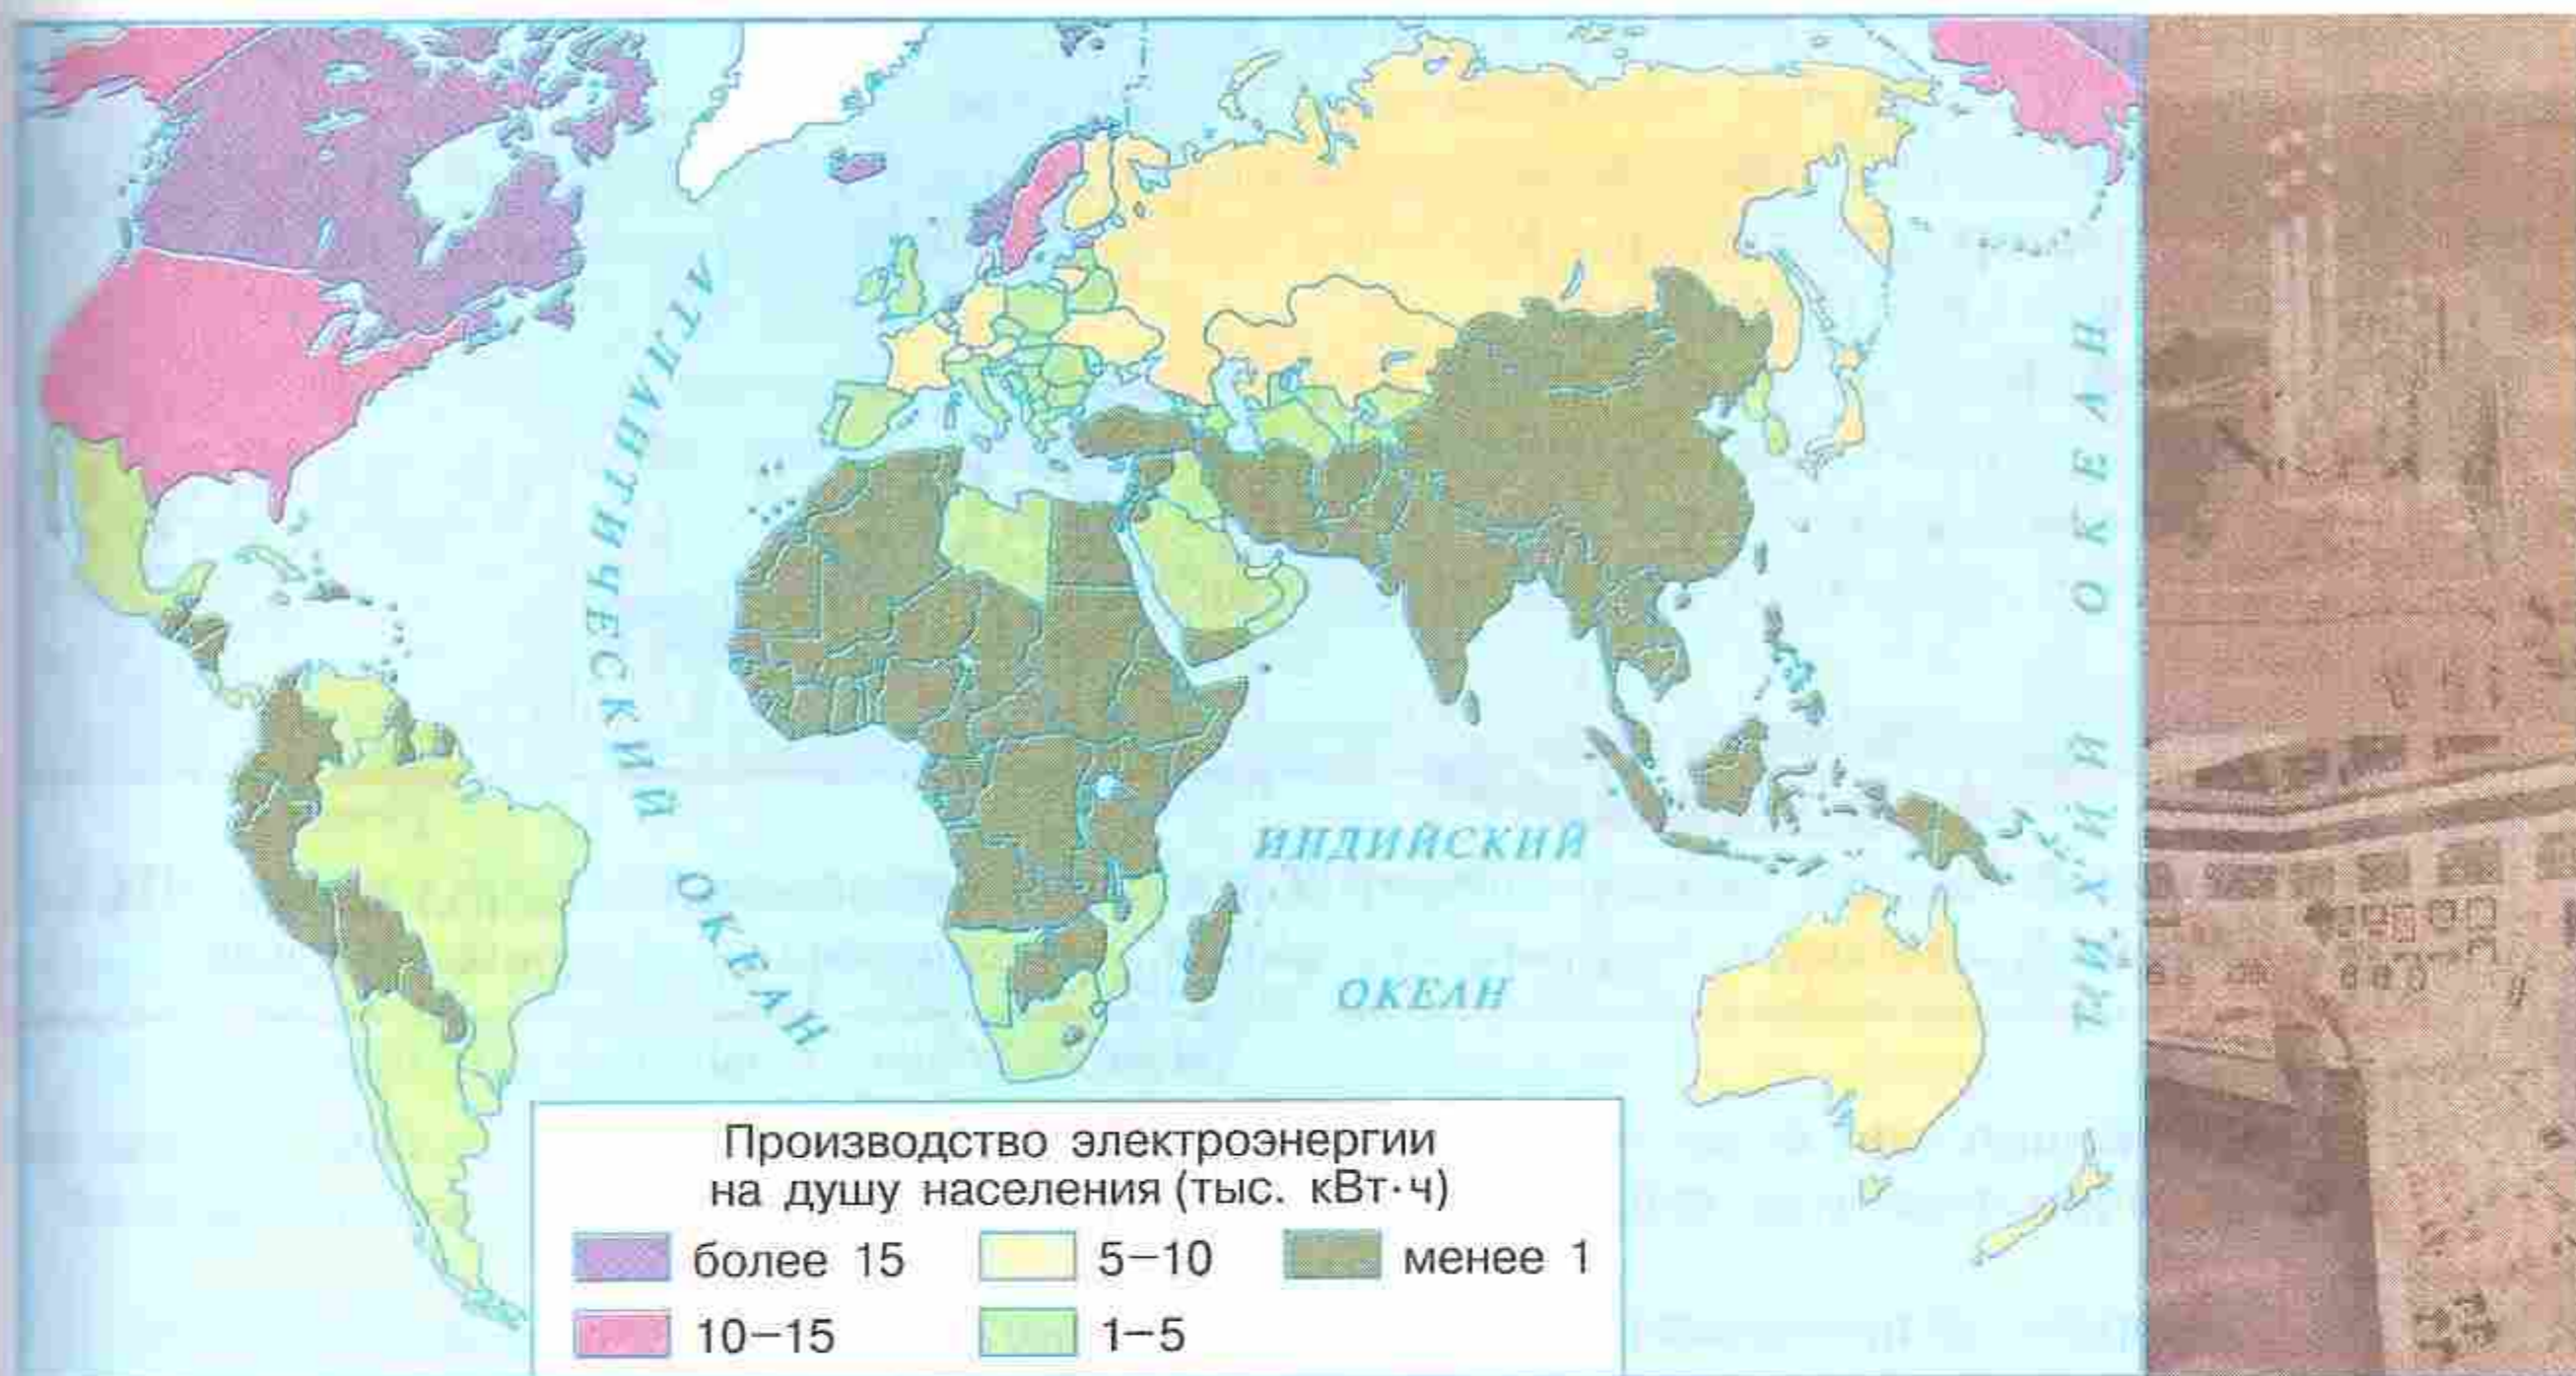 АТЛАНТИЧЕСКИЙ ОКЕАН
ИНДИЙСКИЙ
ОКЕАН
ТИХИЙ ОКЕАН
Производство электроэнергии
на душу населения (тыс. кВт·ч)
более 15
5–10
менее 1
10–15
1–5